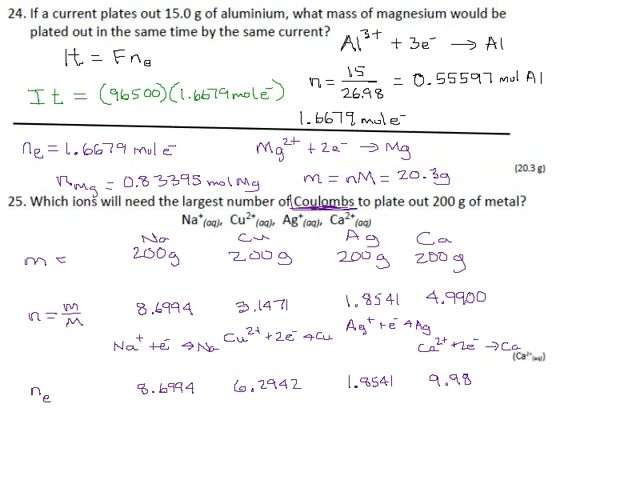 24. If a current plates out 15.0 g of aluminium, what mass of magnesium would be
plated out in the same time by the same current?
Al³⁺ + 3e⁻ → Al
It = Fnₑ
n = 15/26.98 = 0.55597 mol Al
It = (96500)(1.6679mole⁻)
1.6679 mole⁻
nₑ = 1.6679 mol e⁻
Mg²⁺ + 2e⁻ → Mg
(20.3 g)
n_Mg = 0.83395 mol Mg
m = nM = 20.3g
25. Which ions will need the largest number of Coulombs to plate out 200 g of metal?
Na⁺(aq), Cu²⁺(aq), Ag⁺(aq), Ca²⁺(aq)
Na Cu Ag Ca
m = 200g 200g 200g 200g
n = m/M 8.6994 3.1471 1.8541 4.9900
Na⁺ + e⁻ → Na Cu²⁺ + 2e⁻ → Cu Ag⁺ + e⁻ → Ag Ca²⁺ + 2e⁻ → Ca
(Ca²⁺(aq))
nₑ 8.6994 6.2942 1.8541 9.98